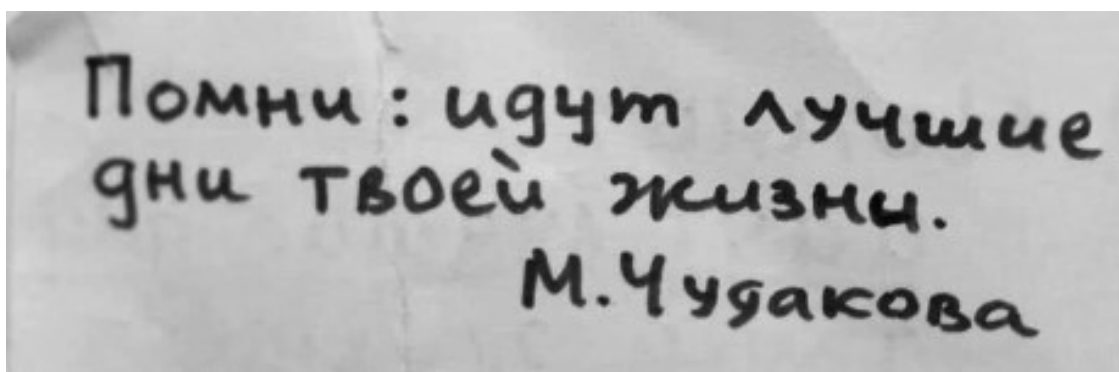 Помни: идут лучшие
дни твоей жизни.
М. Чудакова